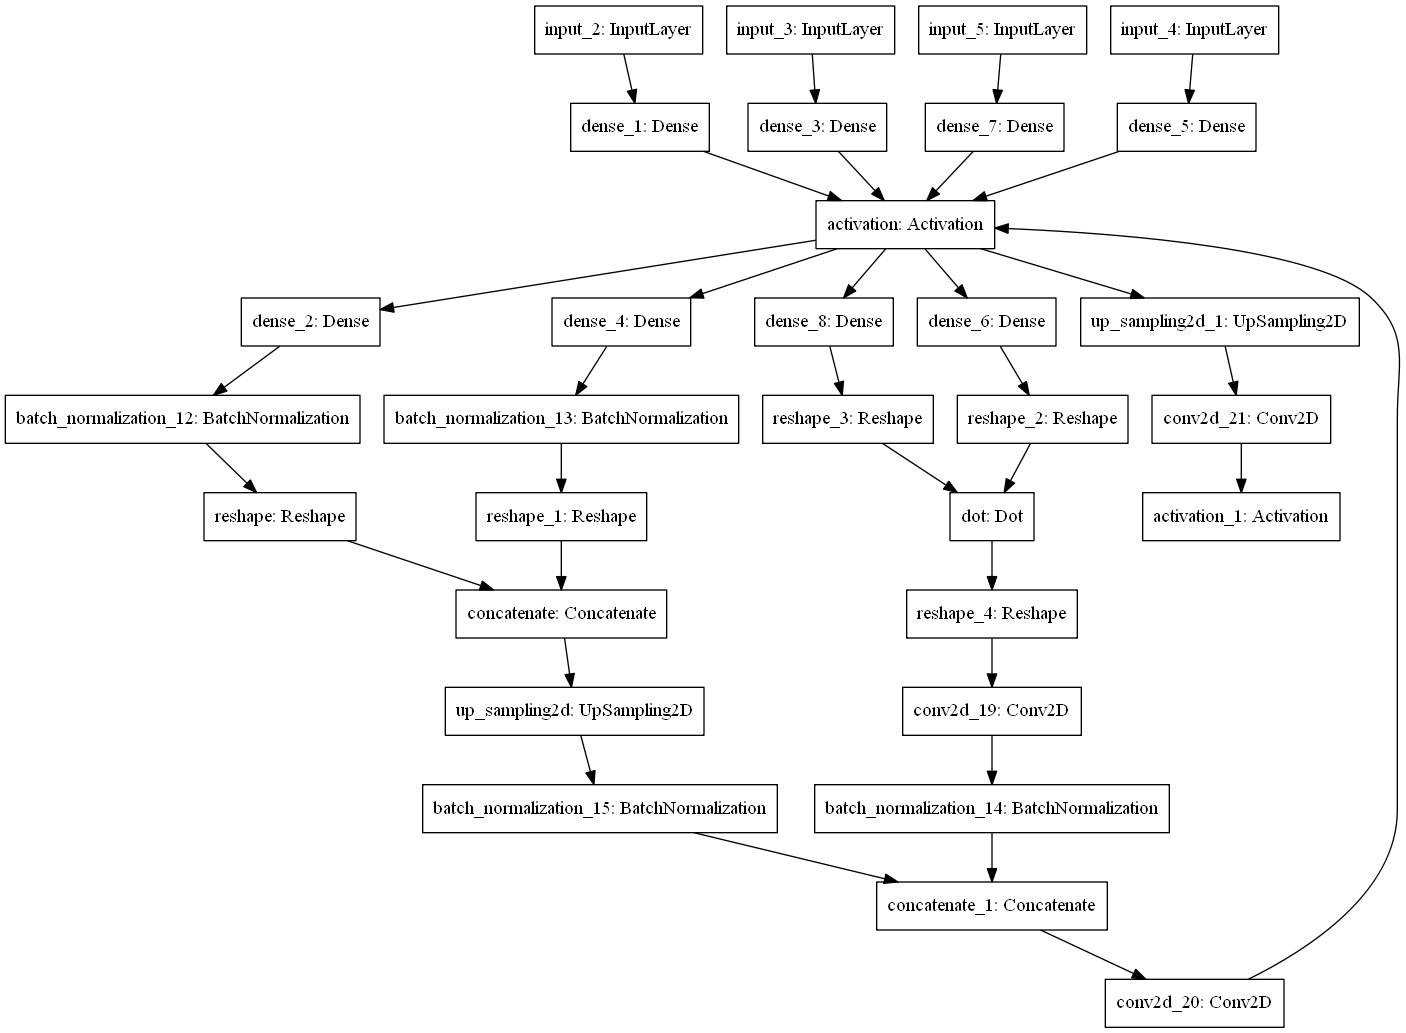 input_2: InputLayer
input_3: InputLayer
input_5: InputLayer
input_4: InputLayer
dense_1: Dense
dense_3: Dense
dense_7: Dense
dense_5: Dense
activation: Activation
dense_2: Dense
dense_4: Dense
dense_8: Dense
dense_6: Dense
up_sampling2d_1: UpSampling2D
batch_normalization_12: BatchNormalization
batch_normalization_13: BatchNormalization
reshape_3: Reshape
reshape_2: Reshape
conv2d_21: Conv2D
reshape: Reshape
reshape_1: Reshape
dot: Dot
activation_1: Activation
concatenate: Concatenate
reshape_4: Reshape
up_sampling2d: UpSampling2D
conv2d_19: Conv2D
batch_normalization_15: BatchNormalization
batch_normalization_14: BatchNormalization
concatenate_1: Concatenate
conv2d_20: Conv2D